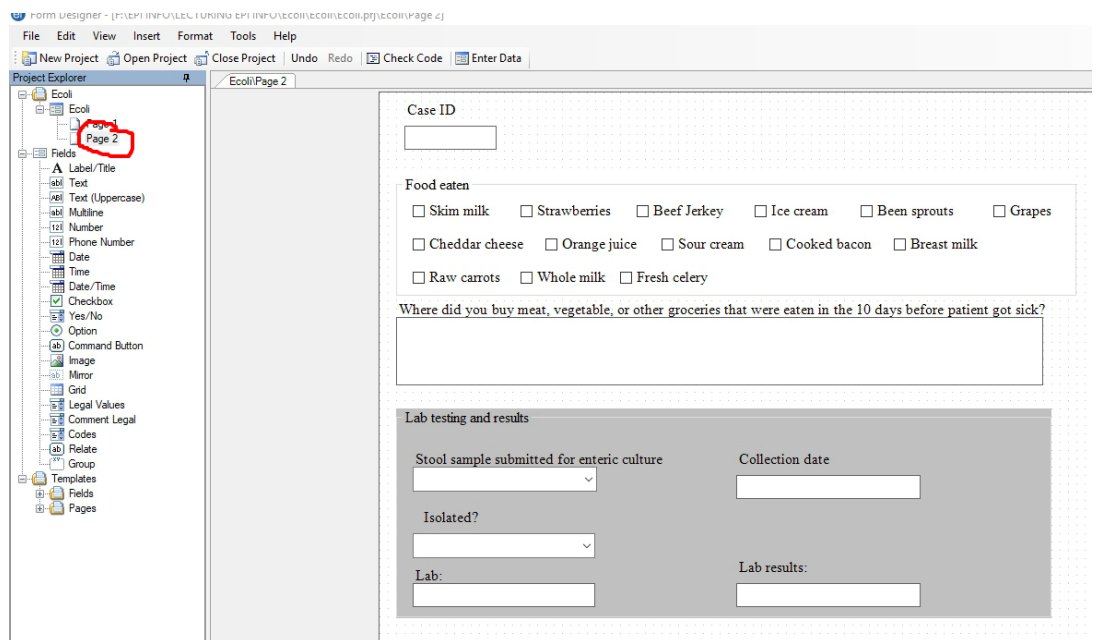 Form Designer - [F:\EPI INFO\LECTURING EPI INFO\Ecoli\Ecoli\Ecoli.prj\Ecoli\Page 2]
File Edit View Insert Format Tools Help
New Project Open Project Close Project Undo Redo Check Code Enter Data
Project Explorer
Ecoli
Ecoli
Page 1
Page 2
Fields
A Label/Title
Text
Text (Uppercase)
Multiline
Number
Phone Number
Date
Time
Date/Time
Checkbox
Yes/No
Option
Command Button
Image
Mirror
Grid
Legal Values
Comment Legal
Codes
Relate
Group
Templates
Fields
Pages
Ecoli\Page 2
Case ID
Food eaten
Skim milk Strawberries Beef Jerkey Ice cream Been sprouts Grapes
Cheddar cheese Orange juice Sour cream Cooked bacon Breast milk
Raw carrots Whole milk Fresh celery
Where did you buy meat, vegetable, or other groceries that were eaten in the 10 days before patient got sick?
Lab testing and results
Stool sample submitted for enteric culture Collection date
Isolated?
Lab: Lab results: